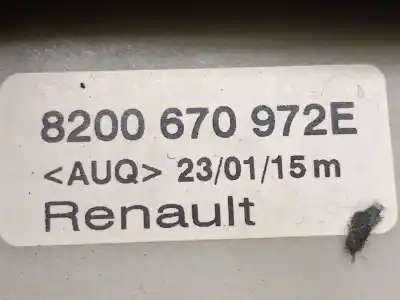 8200 670 972E
<AUQ> 23/01/15 m
Renault